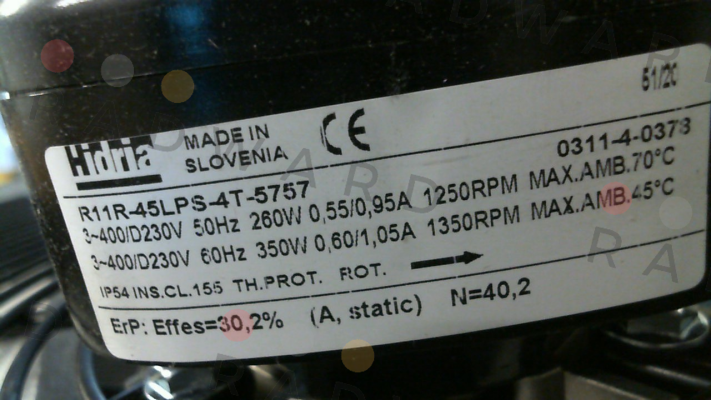 51/20
Hidria MADE IN SLOVENIA CE 0311-4-0378
R11R-45LPS-4T-5757
3~400/D230V 50Hz 260W 0,55/0,95A 1250RPM MAX.AMB.70°C
3~400/D230V 60Hz 350W 0,60/1,05A 1350RPM MAX.AMB.45°C
IP54 INS.CL.155 TH.PROT. ROT.
ErP: Effes=30,2% (A, static) N=40,2